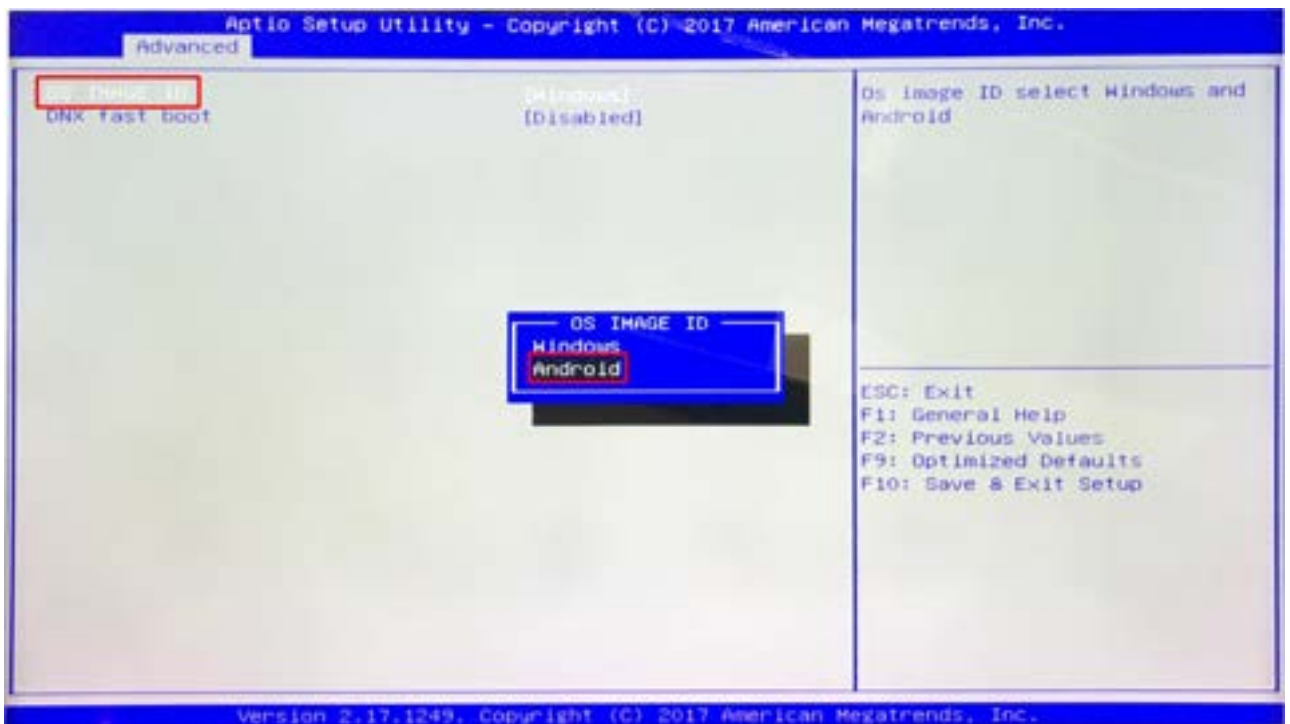 Aptio Setup Utility - Copyright (C) 2017 American Megatrends, Inc.
Advanced
OS IMAGE ID
[Windows]
DNX fast boot
[Disabled]
Os image ID select Windows and
Android
OS IMAGE ID
Windows
Android
ESC: Exit
F1: General Help
F2: Previous Values
F9: Optimized Defaults
F10: Save & Exit Setup
Version 2.17.1249. Copyright (C) 2017 American Megatrends, Inc.